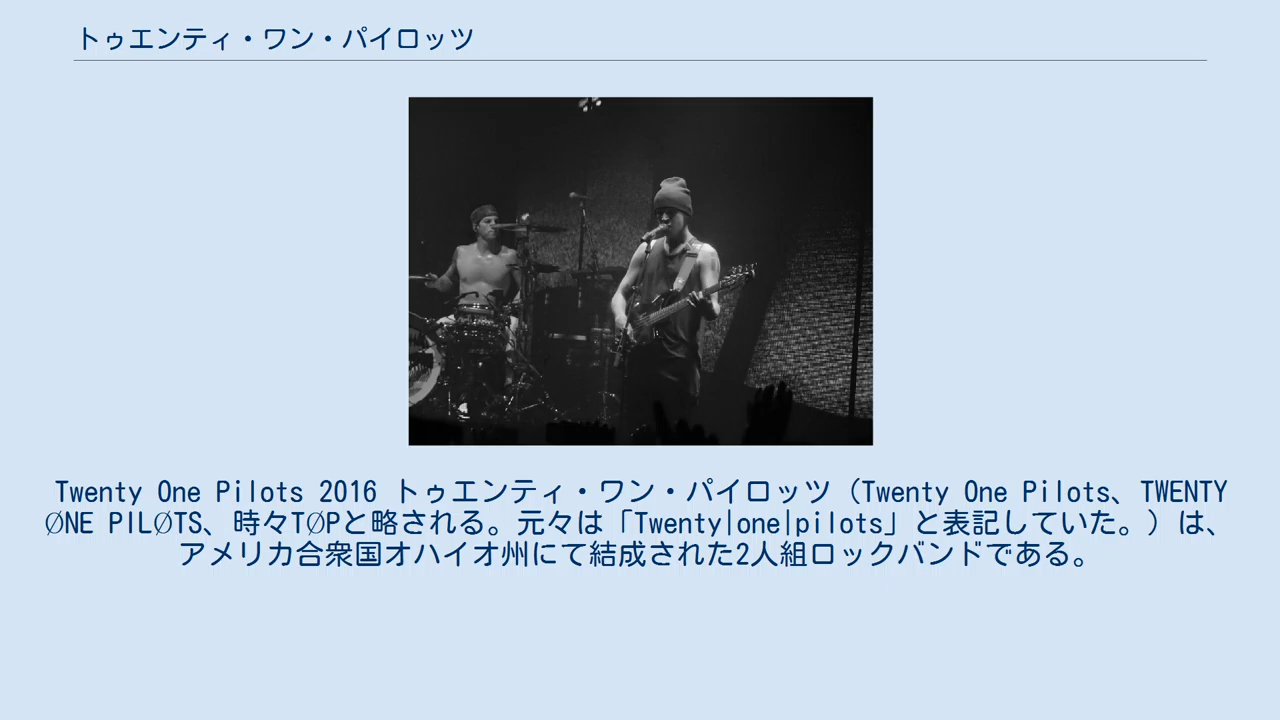 トゥエンティ・ワン・パイロッツ
Twenty One Pilots 2016 トゥエンティ・ワン・パイロッツ（Twenty One Pilots、TWENTY
ØNE PILØTS、時々TØPと略される。元々は「Twenty|one|pilots」と表記していた。）は、
アメリカ合衆国オハイオ州にて結成された2人組ロックバンドである。